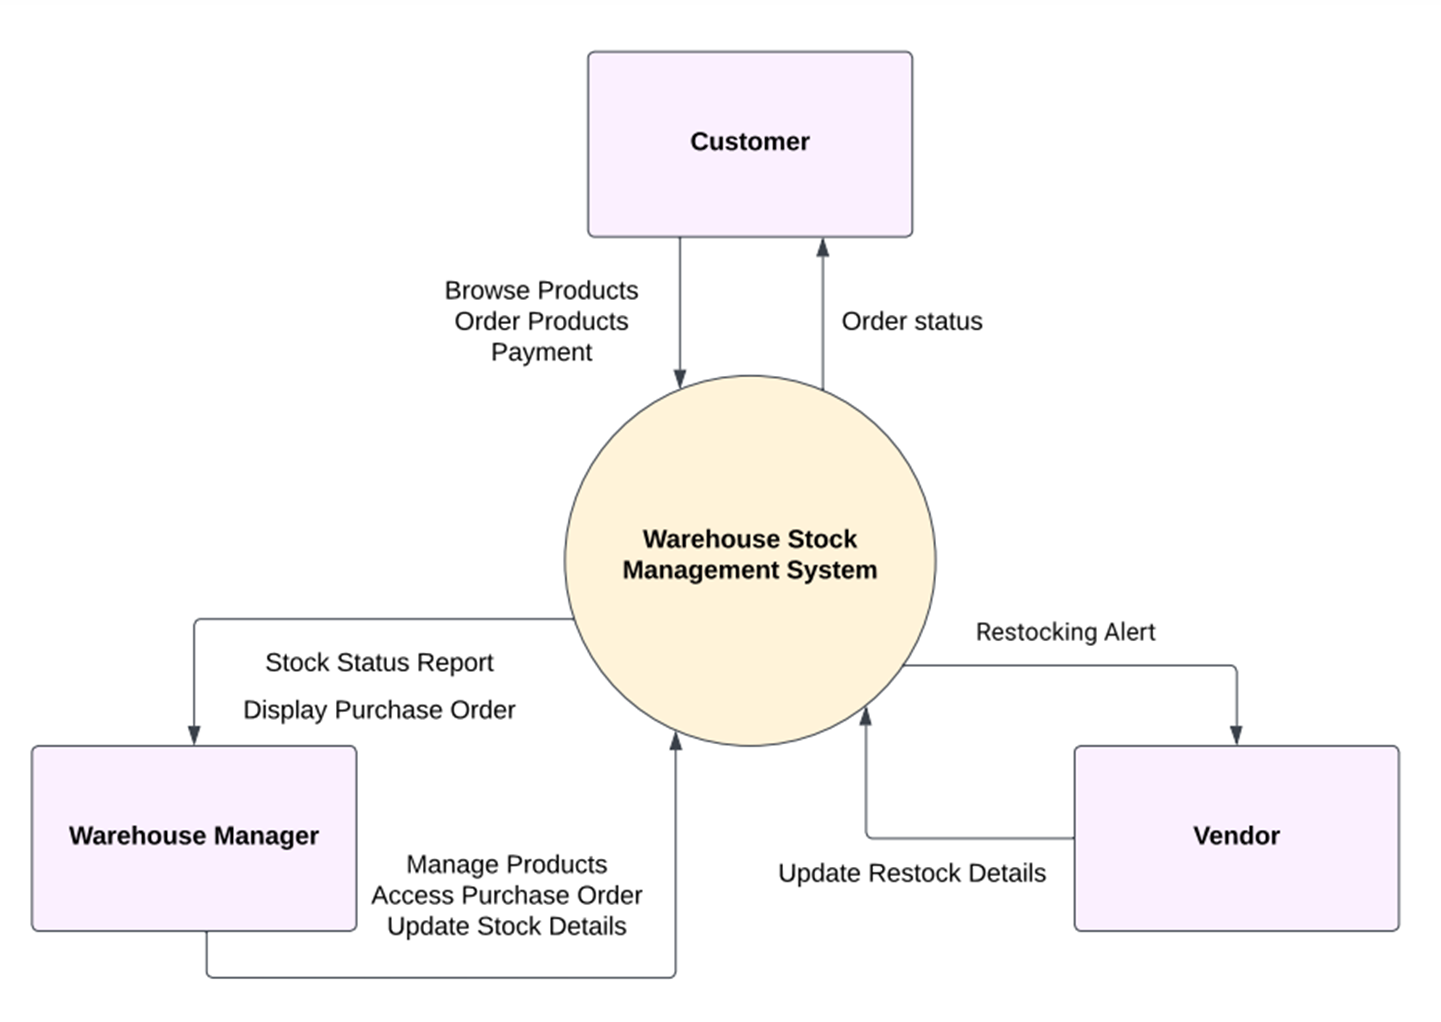 Customer
Browse Products
Order Products
Payment
Order status
Warehouse Stock
Management System
Restocking Alert
Stock Status Report
Display Purchase Order
Warehouse Manager
Vendor
Manage Products
Access Purchase Order
Update Stock Details
Update Restock Details